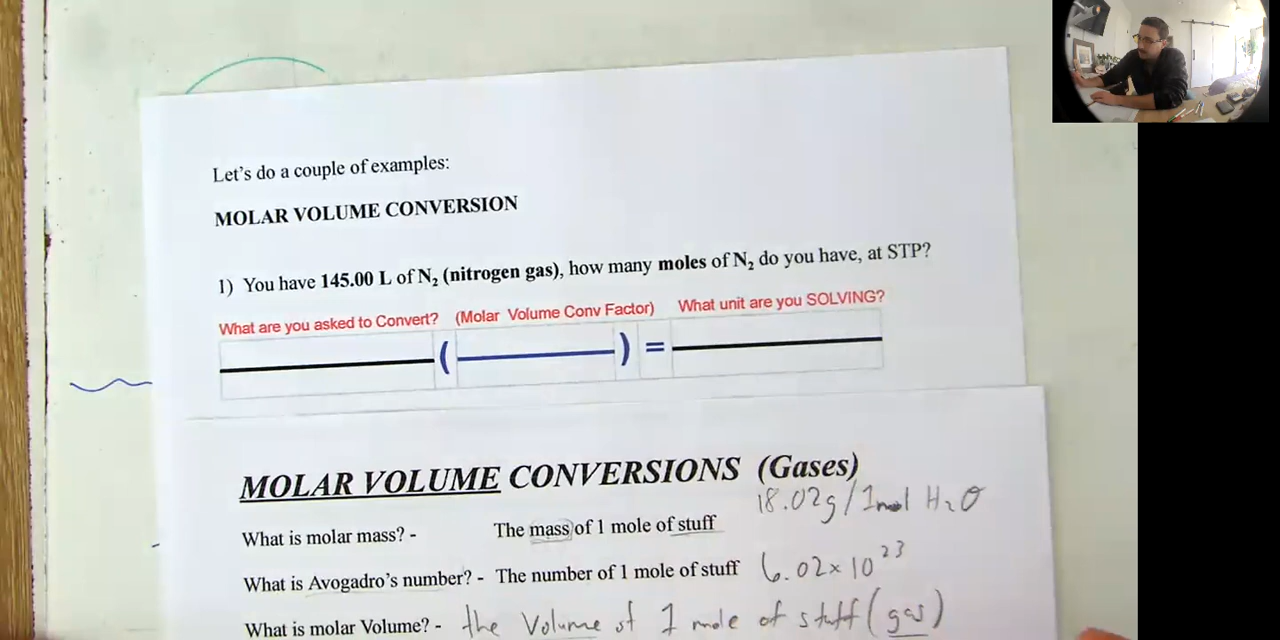 Let's do a couple of examples:
MOLAR VOLUME CONVERSION
1) You have 145.00 L of N₂ (nitrogen gas), how many moles of N₂ do you have, at STP?
What are you asked to Convert? (Molar Volume Conv Factor) What unit are you SOLVING?
( ) =
MOLAR VOLUME CONVERSIONS (Gases)
18.02g/1mol H₂O
What is molar mass? - The mass of 1 mole of stuff
What is Avogadro's number? - The number of 1 mole of stuff 6.02x10²³
What is molar Volume? - the Volume of 1 mole of stuff (gas)